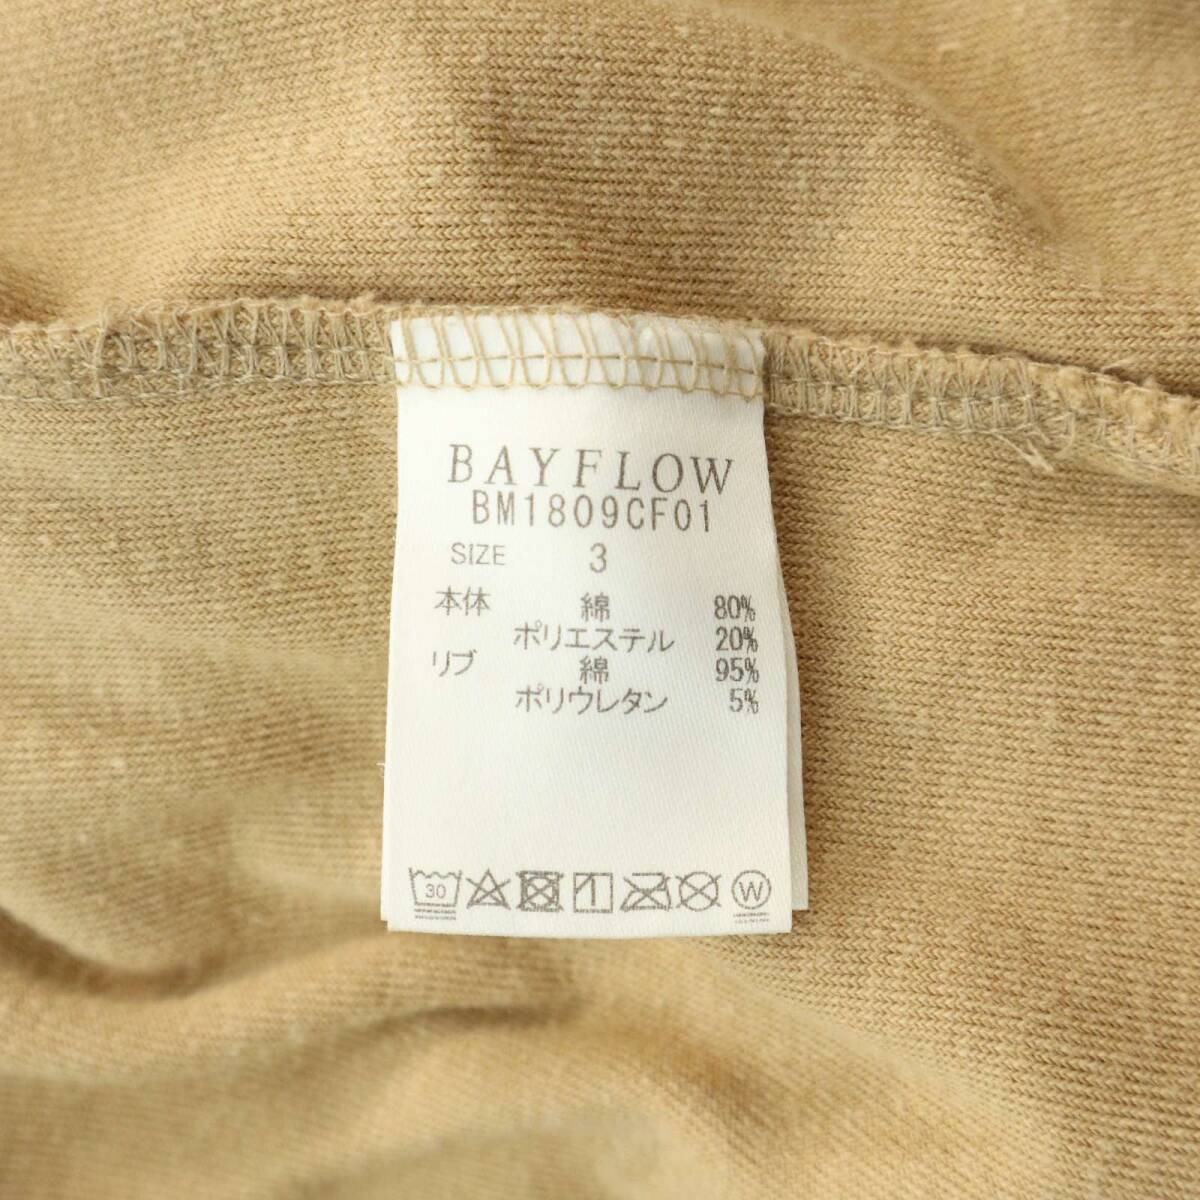 BAYFLOW
BM1809CF01
SIZE 3
本体 綿 80%
ポリエステル 20%
リブ 綿 95%
ポリウレタン 5%
30 W